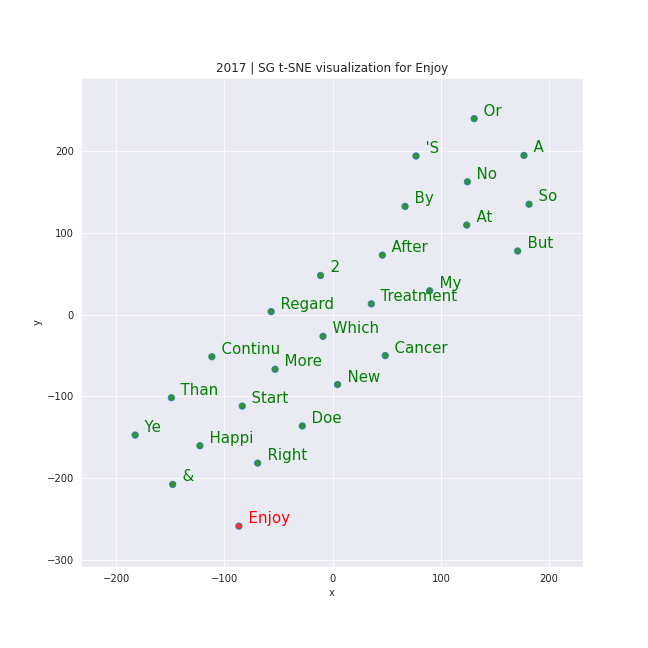 2017 | SG t-SNE visualization for Enjoy
Or
'S
A
No
By
So
At
After
But
2
My
Treatment
Regard
Which
Continu
Cancer
More
New
Than
Start
Doe
Ye
Happi
Right
&
Enjoy
200
100
0
−100
−200
−300
y
−200
−100
0
100
200
x